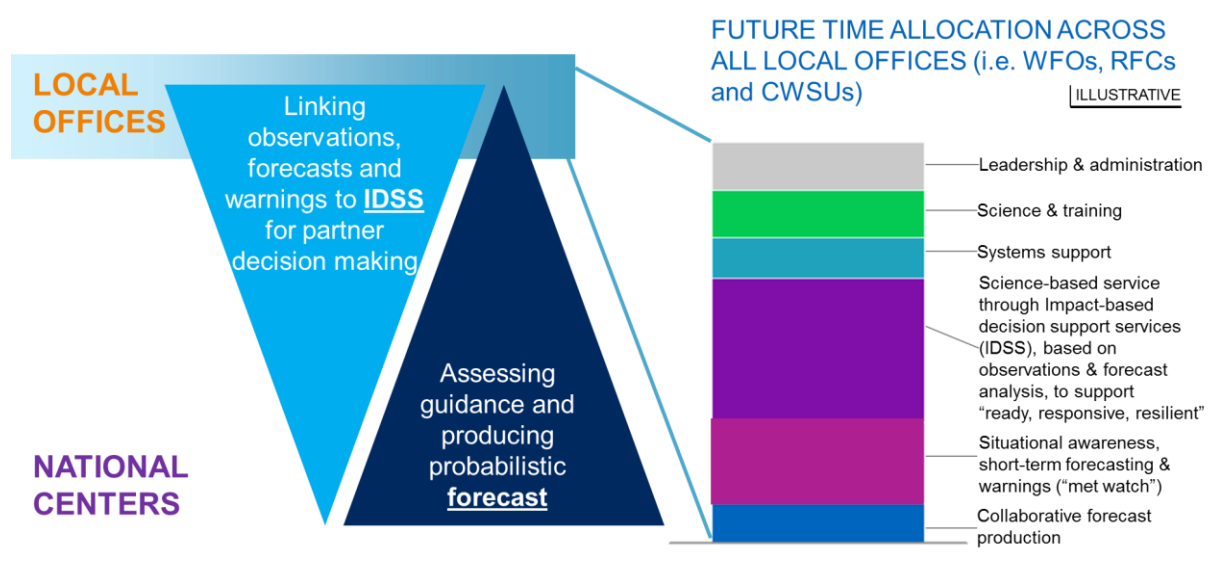 LOCAL
OFFICES
Linking
observations,
forecasts and
warnings to IDSS
for partner
decision making
Assessing
guidance and
producing
probabilistic
forecast
NATIONAL
CENTERS
FUTURE TIME ALLOCATION ACROSS
ALL LOCAL OFFICES (i.e. WFOs, RFCs
and CWSUs)
ILLUSTRATIVE
Leadership & administration
Science & training
Systems support
Science-based service
through Impact-based
decision support services
(IDSS), based on
observations & forecast
analysis, to support
“ready, responsive, resilient”
Situational awareness,
short-term forecasting &
warnings (“met watch”)
Collaborative forecast
production